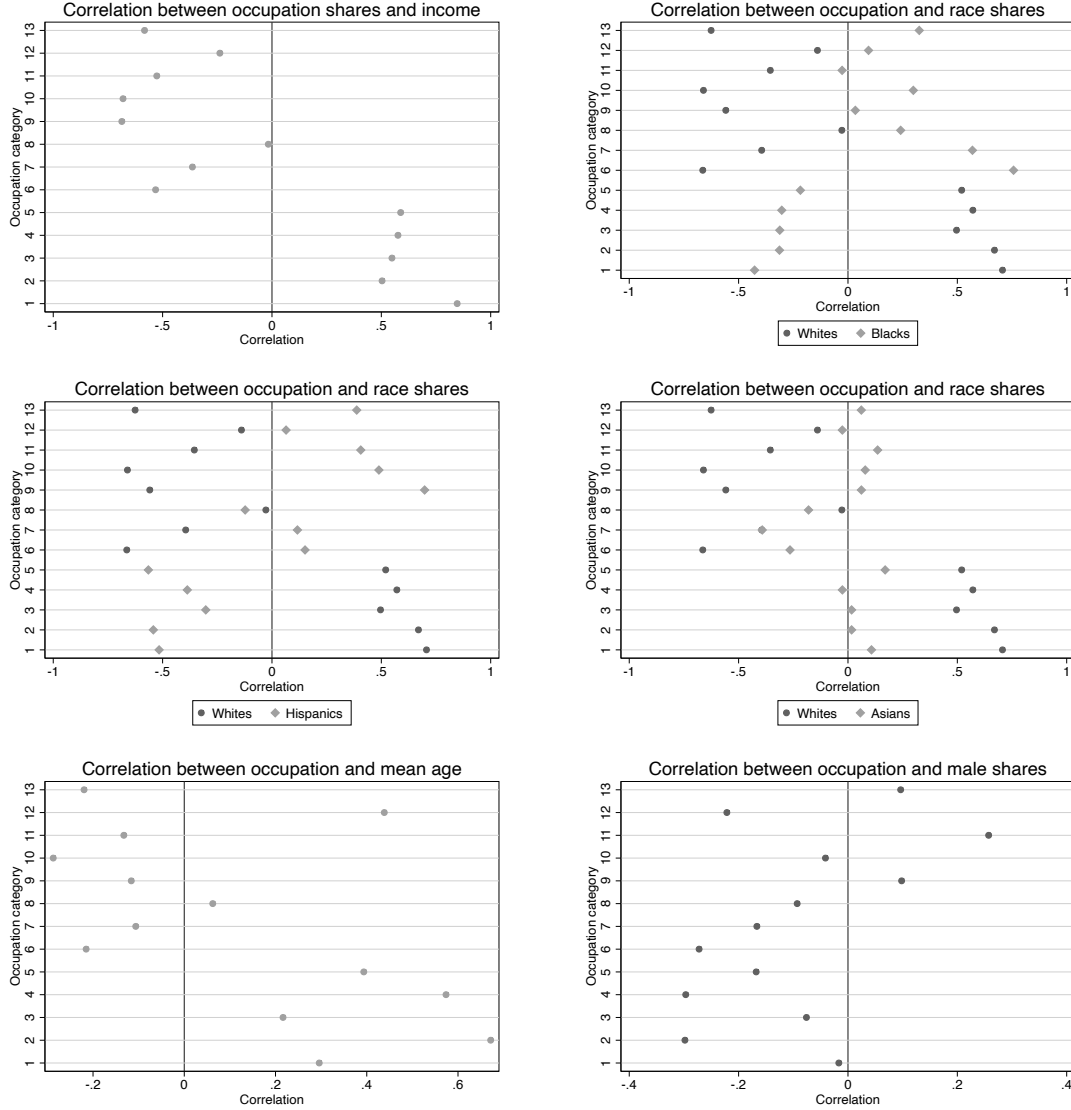 Correlation between occupation shares and income
Occupation category
13
12
11
10
9
8
7
6
5
4
3
2
1
-1 -.5 0 .5 1
Correlation
Correlation between occupation and race shares
Occupation category
13
12
11
10
9
8
7
6
5
4
3
2
1
-1 -.5 0 .5 1
Correlation
Whites Blacks
Correlation between occupation and race shares
Occupation category
13
12
11
10
9
8
7
6
5
4
3
2
1
-1 -.5 0 .5 1
Correlation
Whites Hispanics
Correlation between occupation and race shares
Occupation category
13
12
11
10
9
8
7
6
5
4
3
2
1
-1 -.5 0 .5 1
Correlation
Whites Asians
Correlation between occupation and mean age
Occupation category
13
12
11
10
9
8
7
6
5
4
3
2
1
-.2 0 .2 .4 .6
Correlation
Correlation between occupation and male shares
Occupation category
13
12
11
10
9
8
7
6
5
4
3
2
1
-.4 -.2 0 .2 .4
Correlation